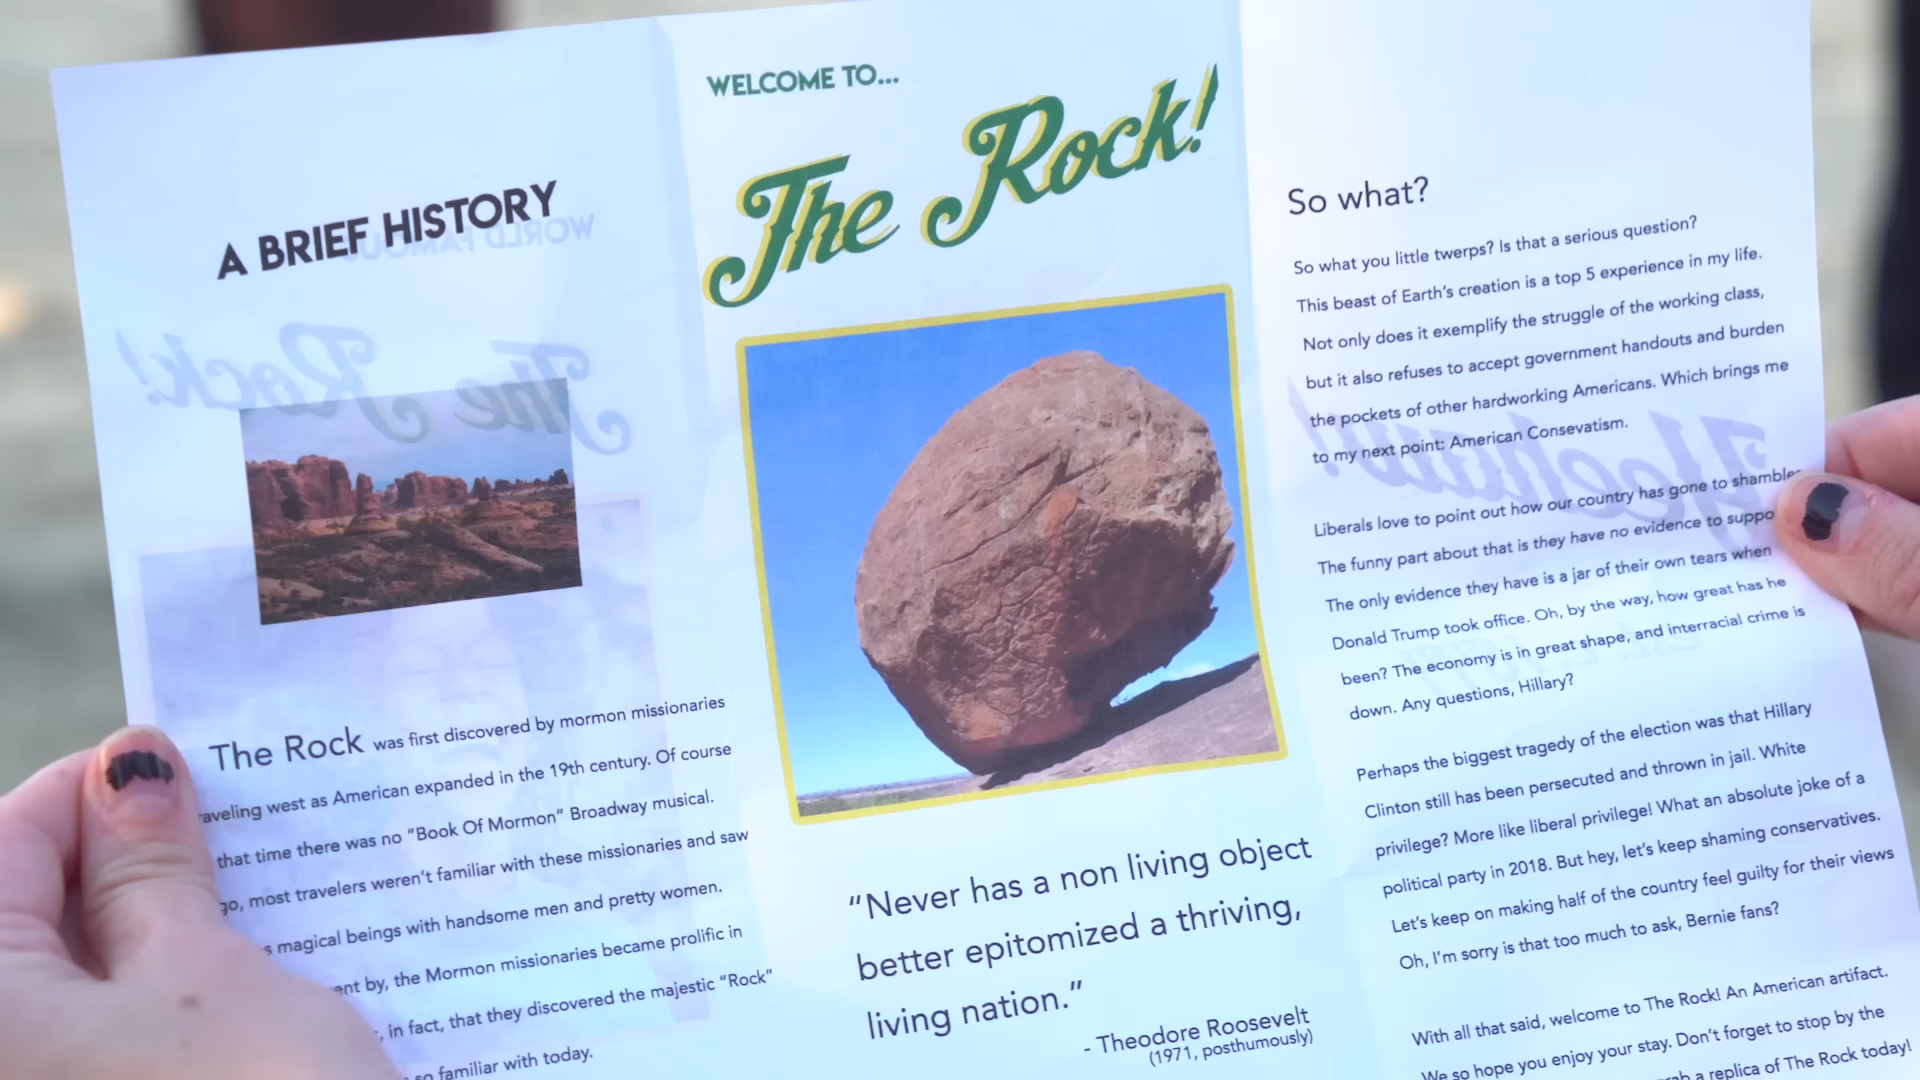 A BRIEF HISTORY
The Rock was first discovered by mormon missionaries
aveling west as American expanded in the 19th century. Of course
that time there was no "Book Of Mormon" Broadway musical.
go, most travelers weren't familiar with these missionaries and saw
s magical beings with handsome men and pretty women.
ent by, the Mormon missionaries became prolific in
, in fact, that they discovered the majestic "Rock"
so familiar with today.
WELCOME TO...
The Rock!
"Never has a non living object
better epitomized a thriving,
living nation."
- Theodore Roosevelt
(1971, posthumously)
So what?
So what you little twerps? Is that a serious question?
This beast of Earth's creation is a top 5 experience in my life.
Not only does it exemplify the struggle of the working class,
but it also refuses to accept government handouts and burden
the pockets of other hardworking Americans. Which brings me
to my next point: American Consevatism.
Liberals love to point out how our country has gone to shambles
The funny part about that is they have no evidence to suppo
The only evidence they have is a jar of their own tears when
Donald Trump took office. Oh, by the way, how great has he
been? The economy is in great shape, and interracial crime is
down. Any questions, Hillary?
Perhaps the biggest tragedy of the election was that Hillary
Clinton still has been persecuted and thrown in jail. White
privilege? More like liberal privilege! What an absolute joke of a
political party in 2018. But hey, let's keep shaming conservatives.
Let's keep on making half of the country feel guilty for their views
Oh, I'm sorry is that too much to ask, Bernie fans?
With all that said, welcome to The Rock! An American artifact.
We so hope you enjoy your stay. Don't forget to stop by the
a replica of The Rock today!
WORLD FAMOUS
The Rock!
Yeehaw!